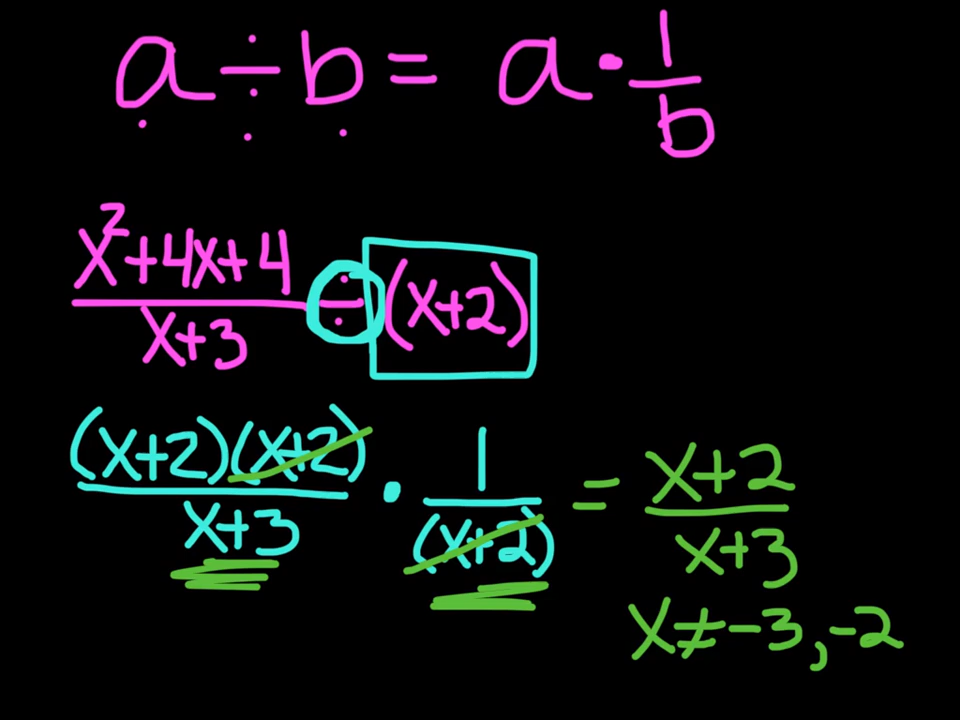 a ÷ b = a · 1/b
x²+4x+4 / x+3 ÷ (x+2)
(x+2)(x+2) / x+3 · 1 / (x+2) = x+2 / x+3
x≠-3,-2